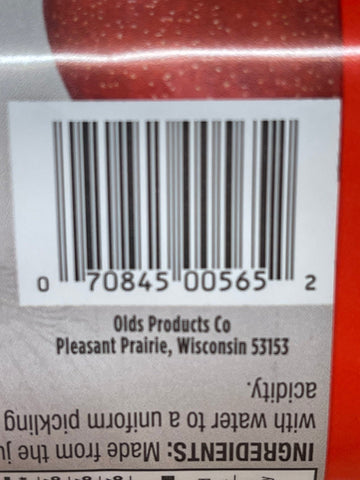 0 70845 00565 2
Olds Products Co
Pleasant Prairie, Wisconsin 53153
INGREDIENTS: Made from the
with water to a uniform pickling
acidity.